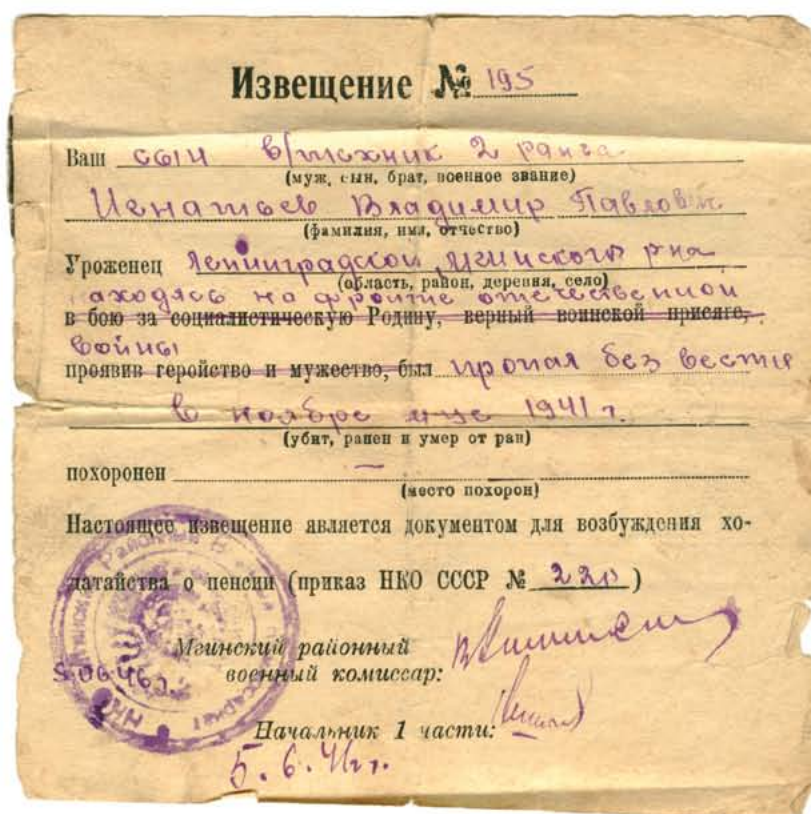 Извещение № 195
Ваш сын в/техник 2 ранга
(муж, сын, брат, военное звание)
Игнатьев Владимир Павлович
(фамилия, имя, отчество)
Уроженец Ленинградской, Мгинского р-на
(область, район, деревня, село)
находясь на фронте отечественной
в бою за социалистическую Родину, верный воинской присяге,
войны
проявив геройство и мужество, был пропал без вести
в ноябре м-це 1941 г.
(убит, ранен и умер от ран)
похоронен —
(место похорон)
Настоящее извещение является документом для возбуждения хо-
датайства о пенсии (приказ НКО СССР № 220)
Мгинский районный
военный комиссар:
Начальник 1 части:
5.6.46 г.